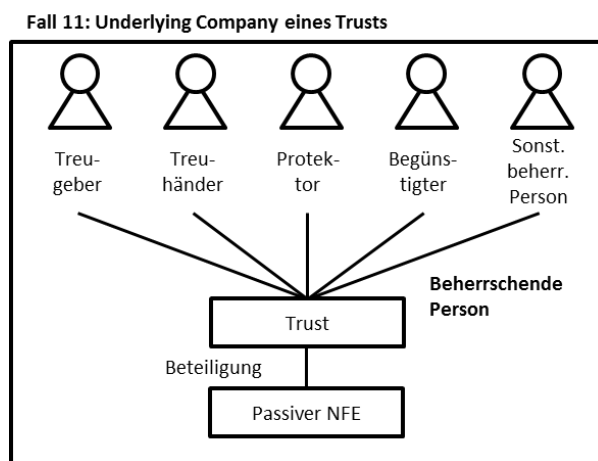 Fall 11: Underlying Company eines Trusts
Treu-
geber
Treu-
händer
Protek-
tor
Begüns-
tigter
Sonst.
beherr.
Person
Beherrschende
Person
Trust
Beteiligung
Passiver NFE